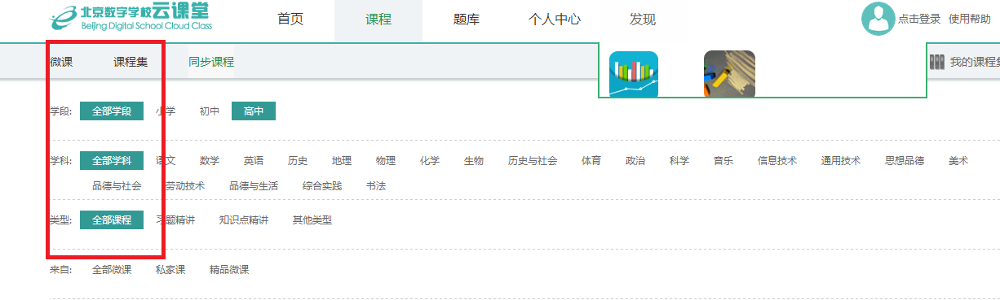 北京数字学校云课堂
Beijing Digital School Cloud Class
首页 课程 题库 个人中心 发现 点击登录 使用帮助
微课 课程集 同步课程 我的课程集
学段: 全部学段 小学 初中 高中
学科: 全部学科 语文 数学 英语 历史 地理 物理 化学 生物 历史与社会 体育 政治 科学 音乐 信息技术 通用技术 思想品德 美术
品德与社会 劳动技术 品德与生活 综合实践 书法
类型: 全部课程 习题精讲 知识点精讲 其他类型
来自: 全部微课 私家课 精品微课